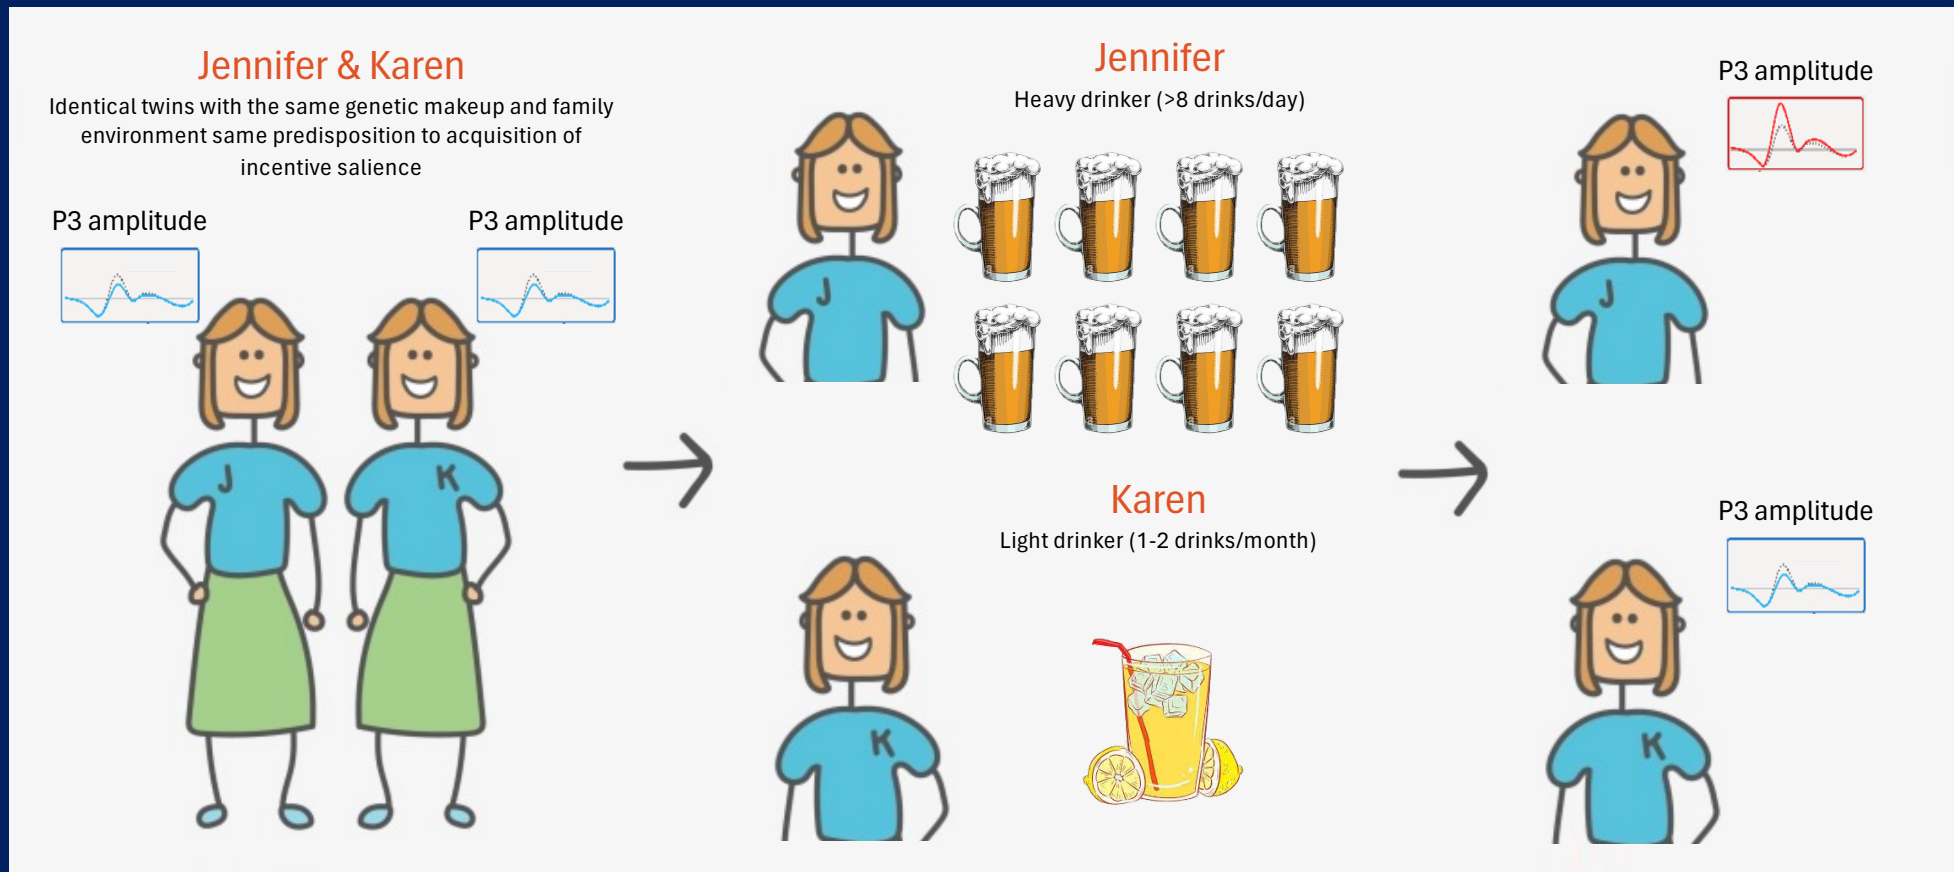 Jennifer & Karen
Identical twins with the same genetic makeup and family
environment same predisposition to acquisition of
incentive salience
P3 amplitude
P3 amplitude
J
K
Jennifer
Heavy drinker (>8 drinks/day)
J
Karen
Light drinker (1-2 drinks/month)
K
P3 amplitude
J
P3 amplitude
K